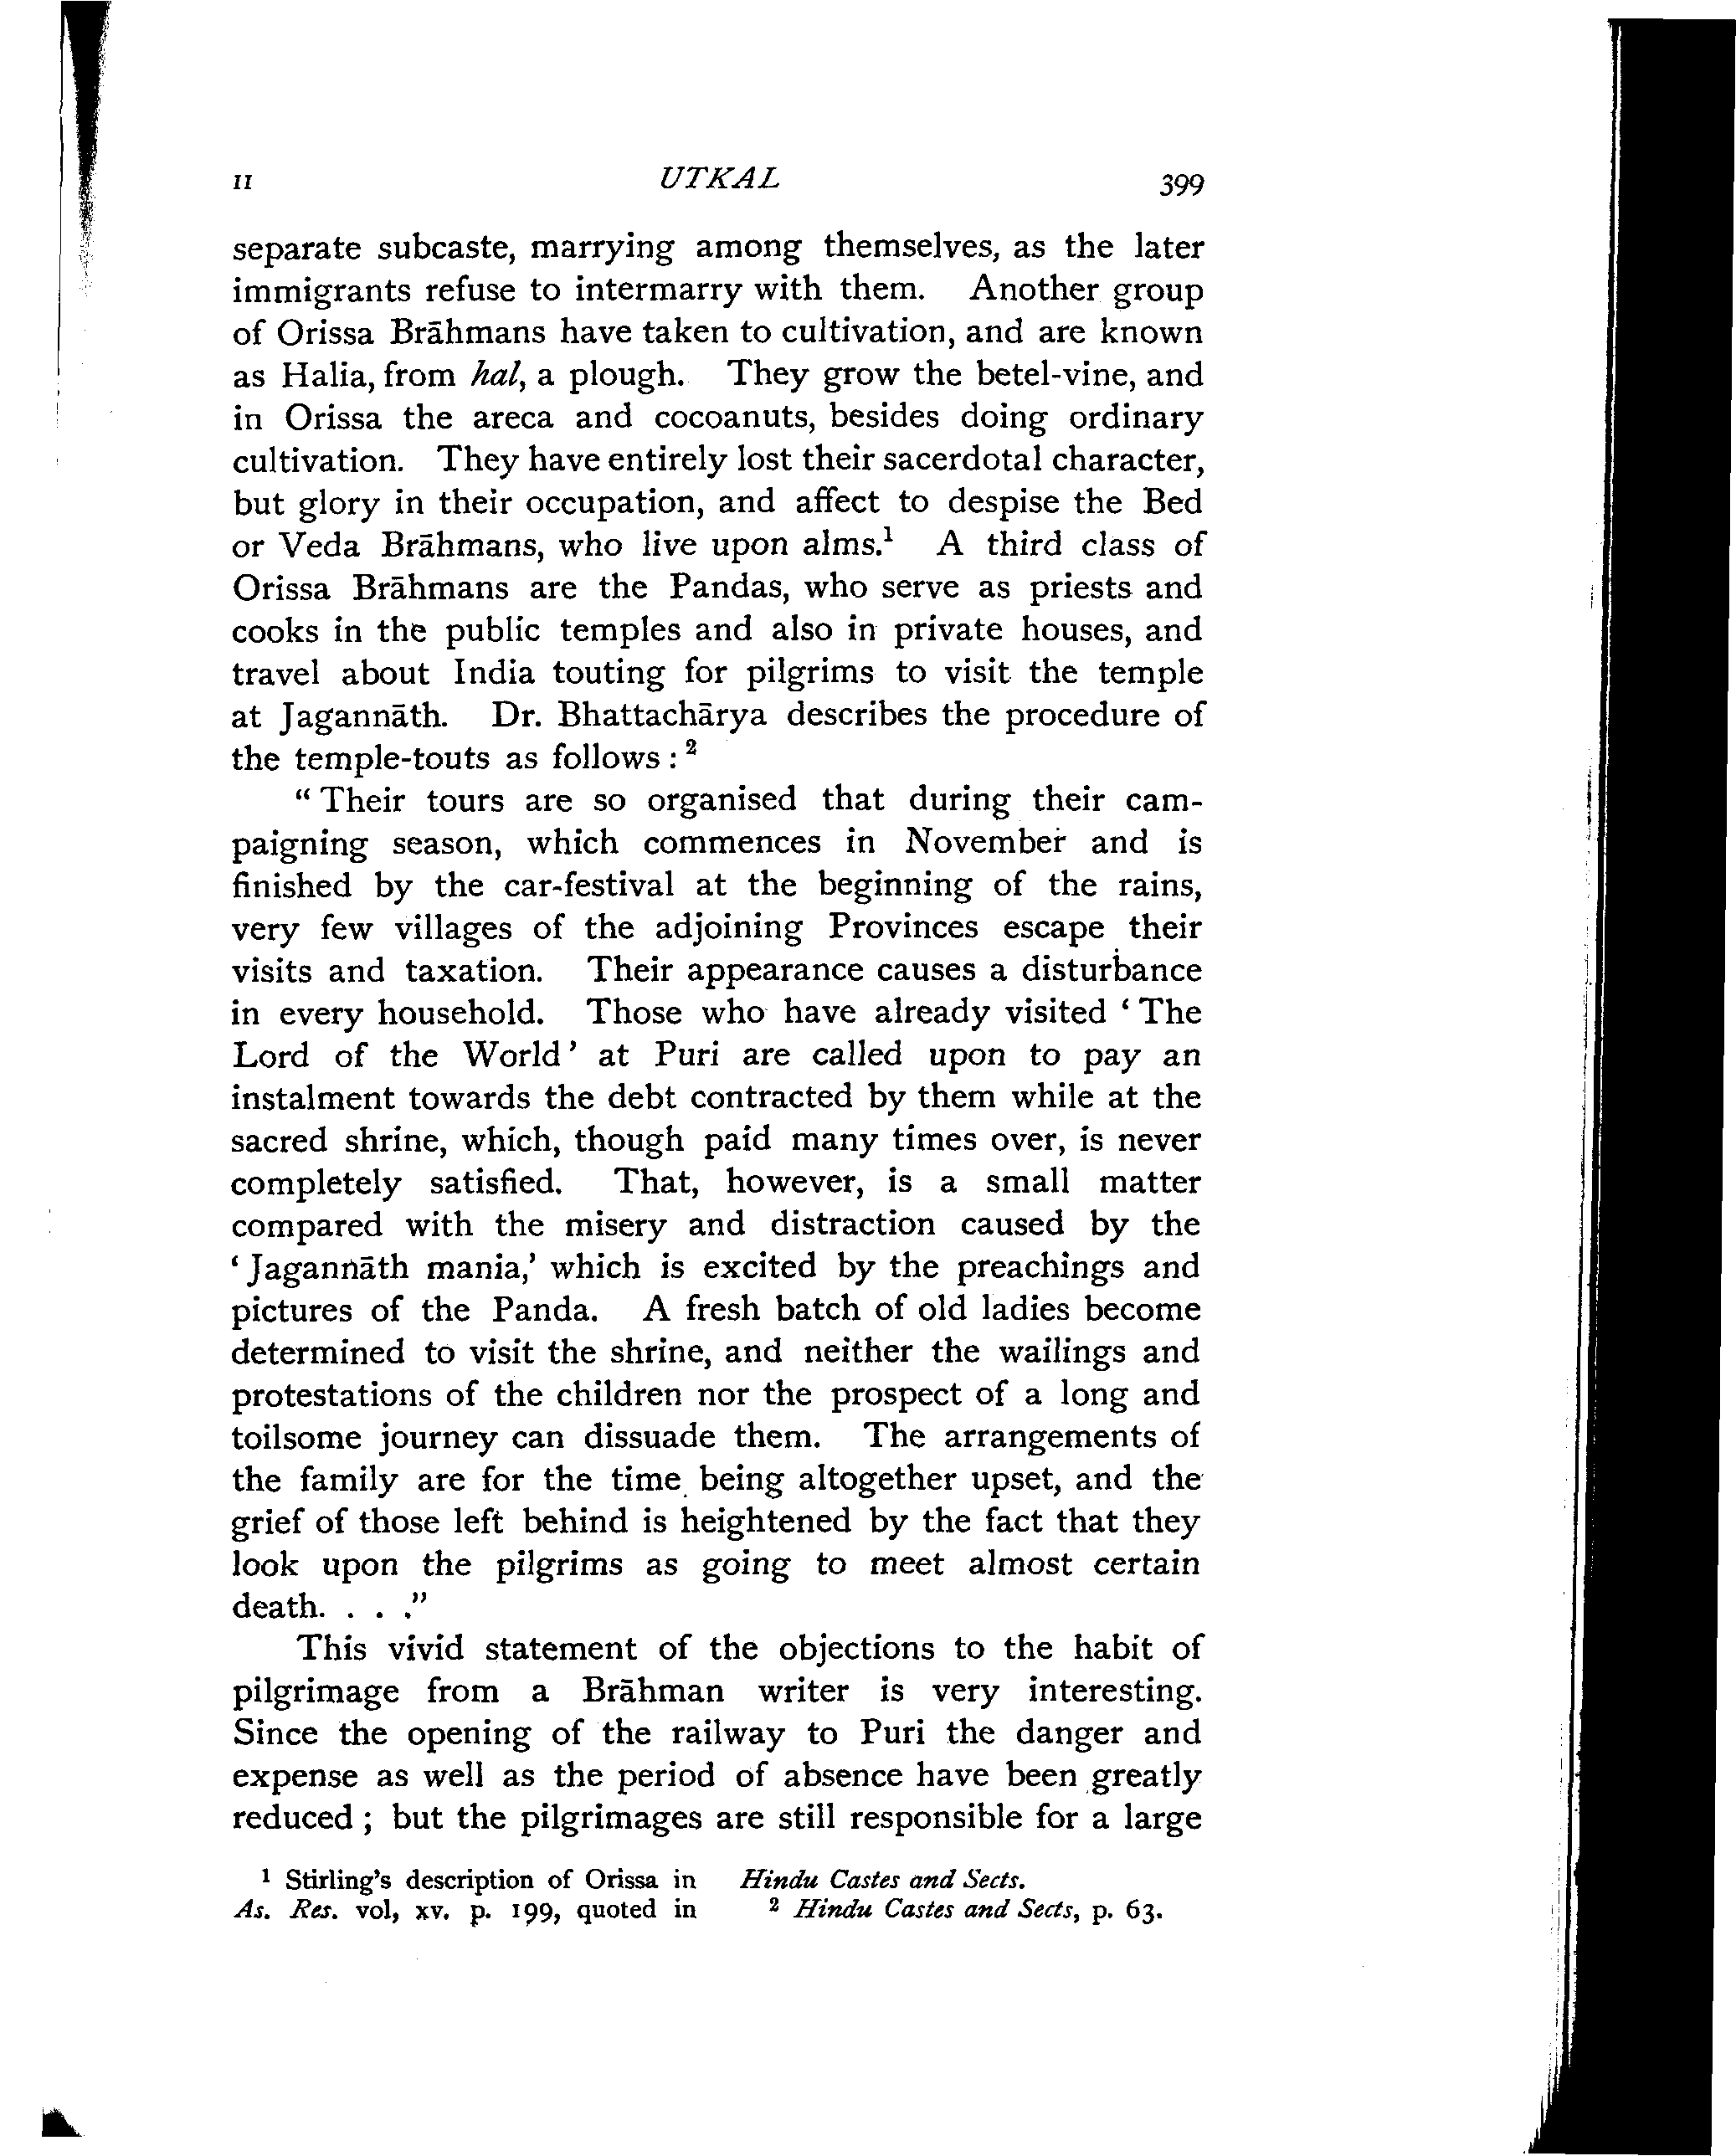 II UTKAL 399
separate subcaste, marrying among themselves, as the later
immigrants refuse to intermarry with them. Another group
of Orissa Brāhmans have taken to cultivation, and are known
as Halia, from hal, a plough. They grow the betel-vine, and
in Orissa the areca and cocoanuts, besides doing ordinary
cultivation. They have entirely lost their sacerdotal character,
but glory in their occupation, and affect to despise the Bed
or Veda Brāhmans, who live upon alms.¹ A third class of
Orissa Brāhmans are the Pandas, who serve as priests and
cooks in the public temples and also in private houses, and
travel about India touting for pilgrims to visit the temple
at Jagannāth. Dr. Bhattachārya describes the procedure of
the temple-touts as follows : ²
“ Their tours are so organised that during their cam-
paigning season, which commences in November and is
finished by the car-festival at the beginning of the rains,
very few villages of the adjoining Provinces escape their
visits and taxation. Their appearance causes a disturbance
in every household. Those who have already visited ‘ The
Lord of the World ’ at Puri are called upon to pay an
instalment towards the debt contracted by them while at the
sacred shrine, which, though paid many times over, is never
completely satisfied. That, however, is a small matter
compared with the misery and distraction caused by the
‘ Jagannāth mania,’ which is excited by the preachings and
pictures of the Panda. A fresh batch of old ladies become
determined to visit the shrine, and neither the wailings and
protestations of the children nor the prospect of a long and
toilsome journey can dissuade them. The arrangements of
the family are for the time being altogether upset, and the
grief of those left behind is heightened by the fact that they
look upon the pilgrims as going to meet almost certain
death. . . .”
This vivid statement of the objections to the habit of
pilgrimage from a Brāhman writer is very interesting.
Since the opening of the railway to Puri the danger and
expense as well as the period of absence have been greatly
reduced ; but the pilgrimages are still responsible for a large
¹ Stirling’s description of Orissa in
As. Res. vol, xv. p. 199, quoted in
Hindu Castes and Sects.
² Hindu Castes and Sects, p. 63.